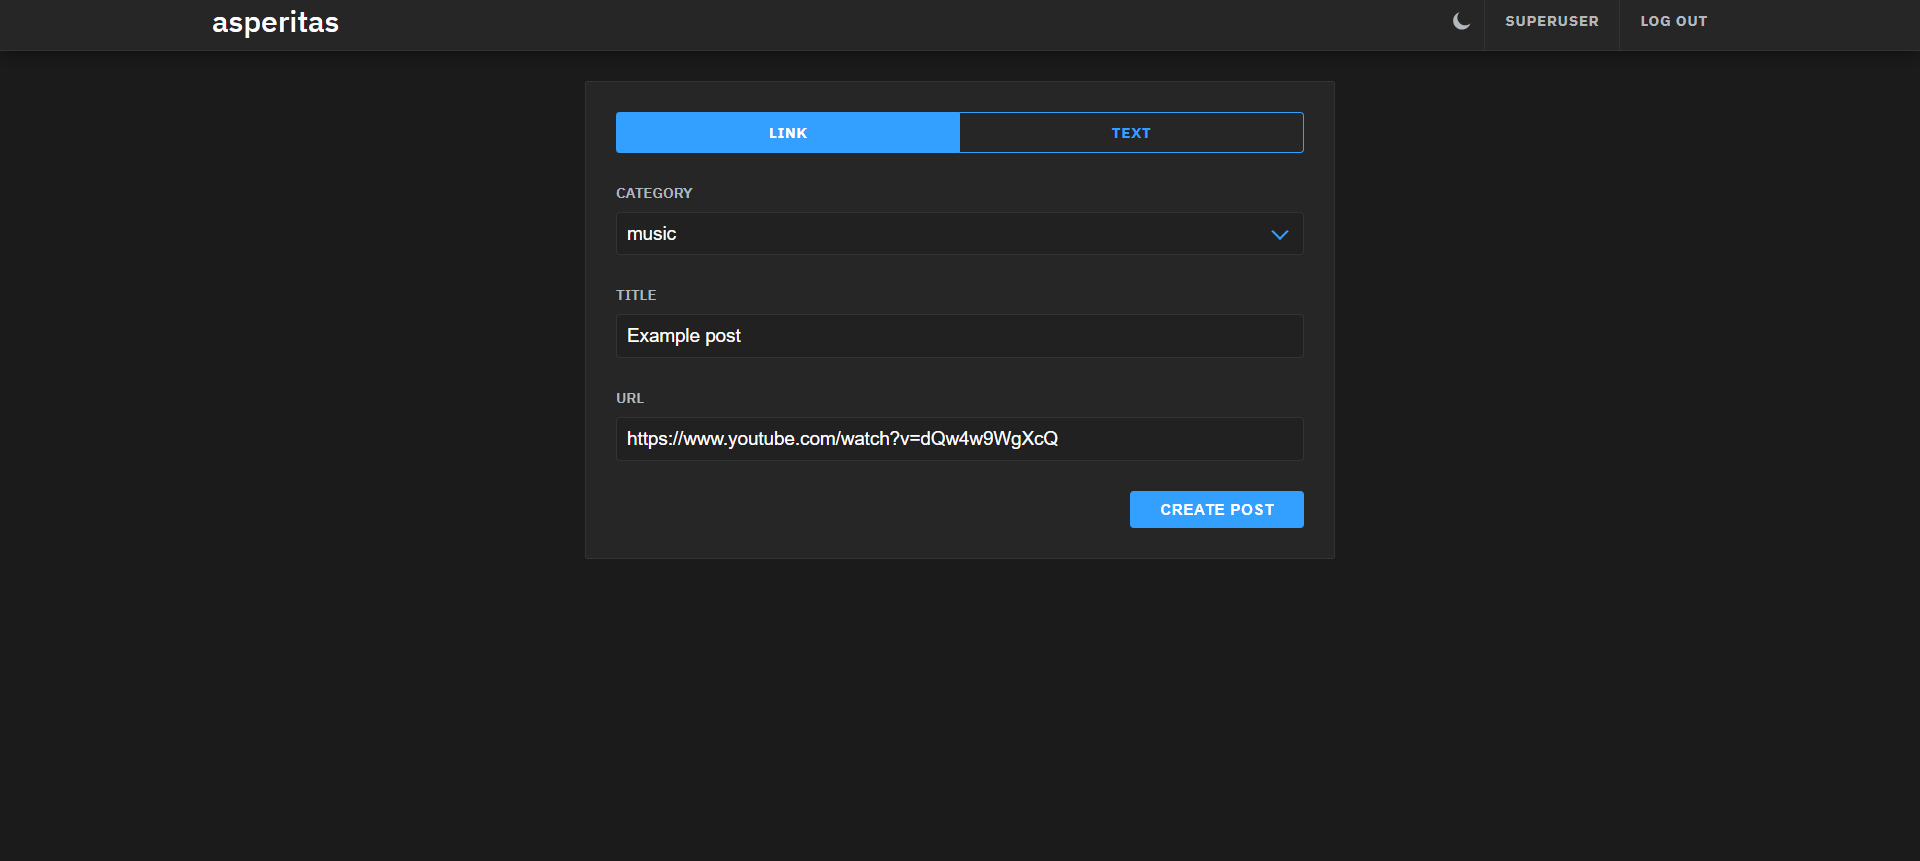 asperitas
SUPERUSER
LOG OUT
LINK
TEXT
CATEGORY
music
TITLE
Example post
URL
https://www.youtube.com/watch?v=dQw4w9WgXcQ
CREATE POST